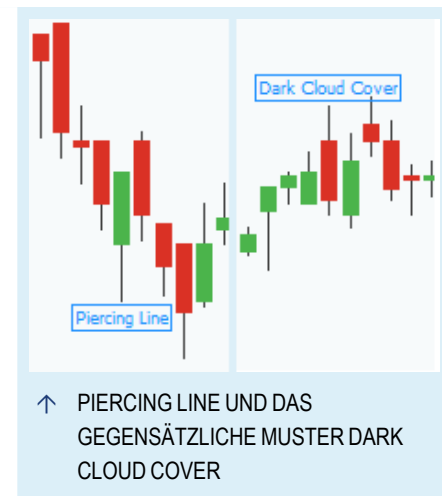 Dark Cloud Cover
Piercing Line
↑ PIERCING LINE UND DAS
GEGENSÄTZLICHE MUSTER DARK
CLOUD COVER